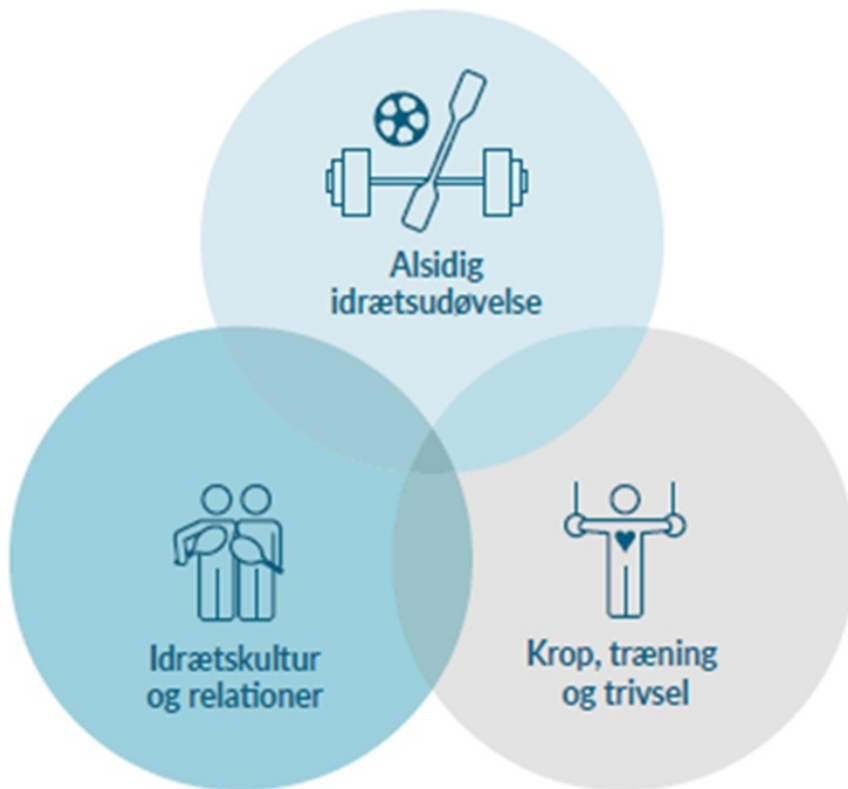 Alsidig
idrætsudøvelse
Idrætskultur
og relationer
Krop, træning
og trivsel